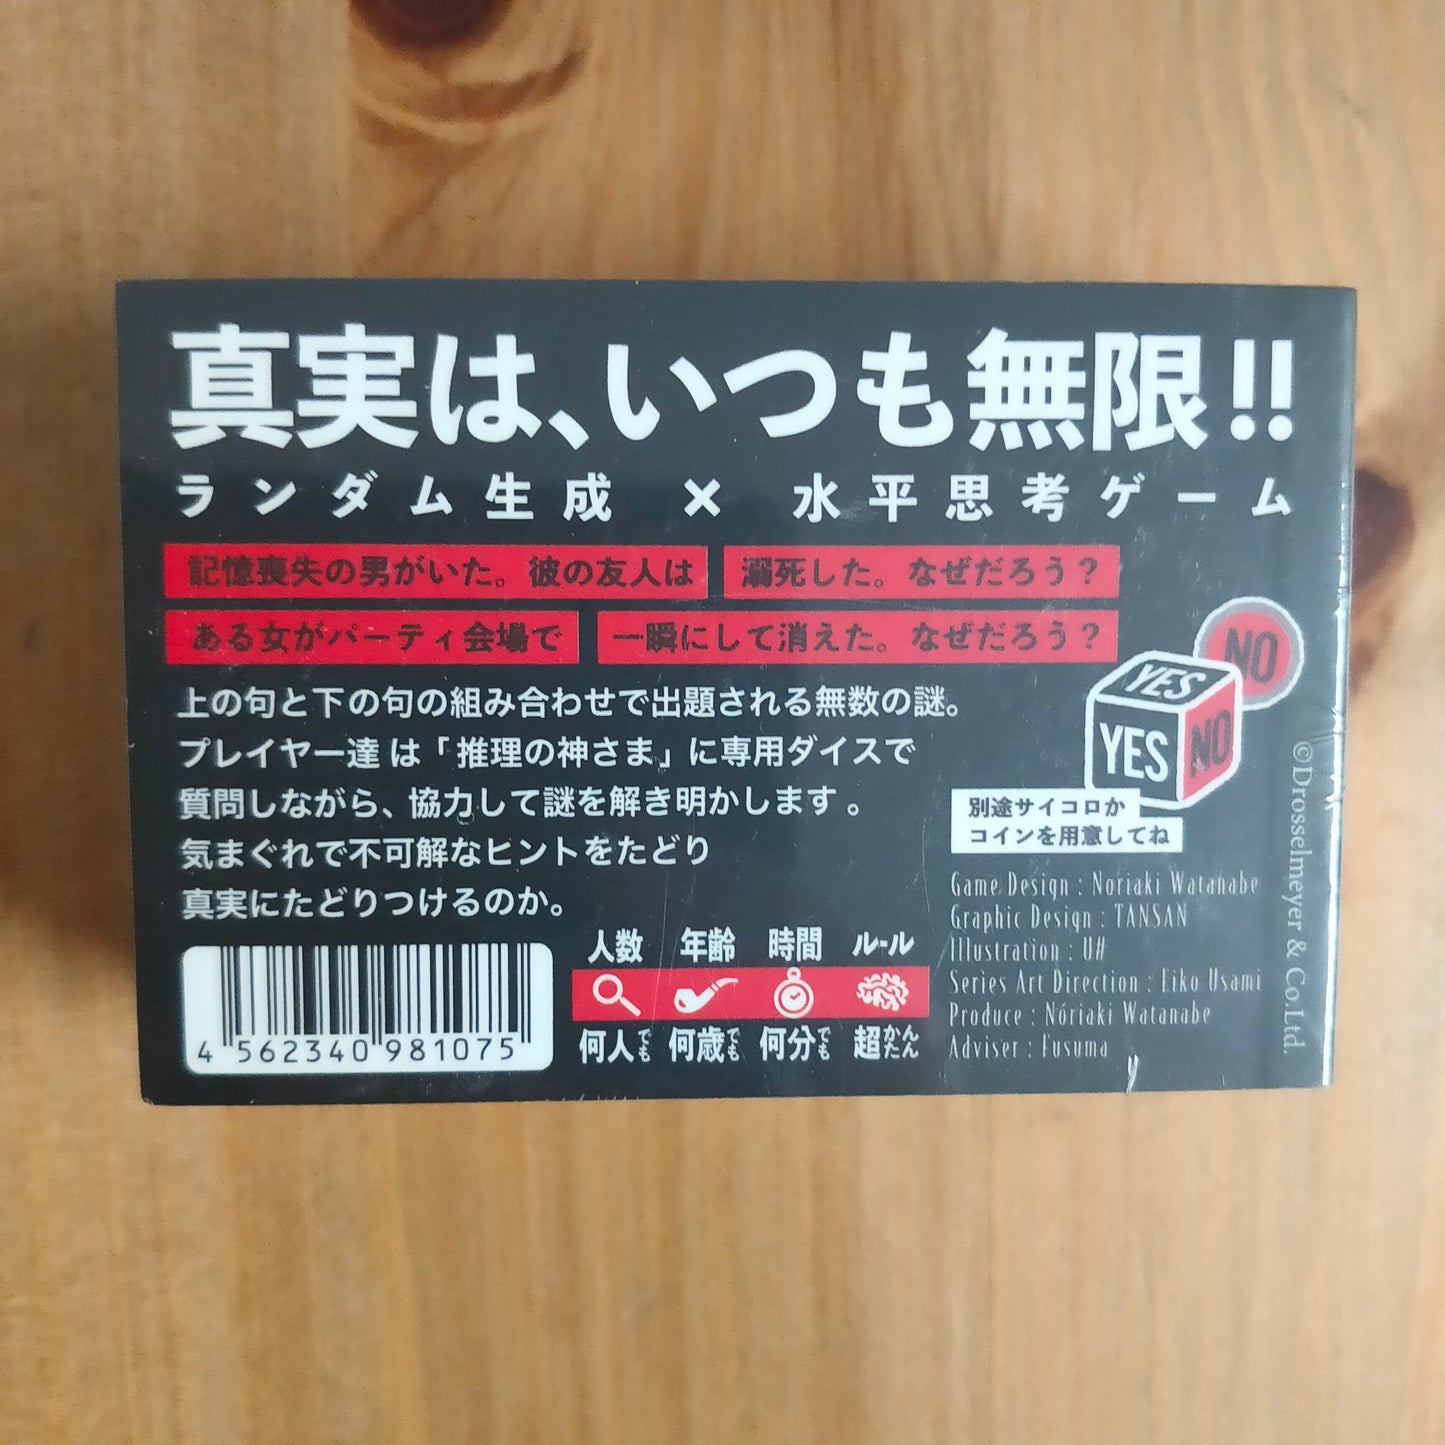 真実は、いつも無限!!
ランダム生成 × 水平思考ゲーム
記憶喪失の男がいた。彼の友人は 溺死した。なぜだろう？
ある女がパーティ会場で 一瞬にして消えた。なぜだろう？
上の句と下の句の組み合わせで出題される無数の謎。
プレイヤー達は「推理の神さま」に専用ダイスで
質問しながら、協力して謎を解き明かします。
気まぐれで不可解なヒントをたどり
真実にたどりつけるのか。
NO
YES
YES NO
別途サイコロか
コインを用意してね
Game Design : Noriaki Watanabe
Graphic Design : TANSAN
Illustration : U#
Series Art Direction : Eiko Usami
Produce : Noriaki Watanabe
Adviser : Fusuma
人数 年齢 時間 ルール
何人でも 何歳でも 何分でも 超かんたん
4 562340 981075
©Drosselmeyer & Co.Ltd.